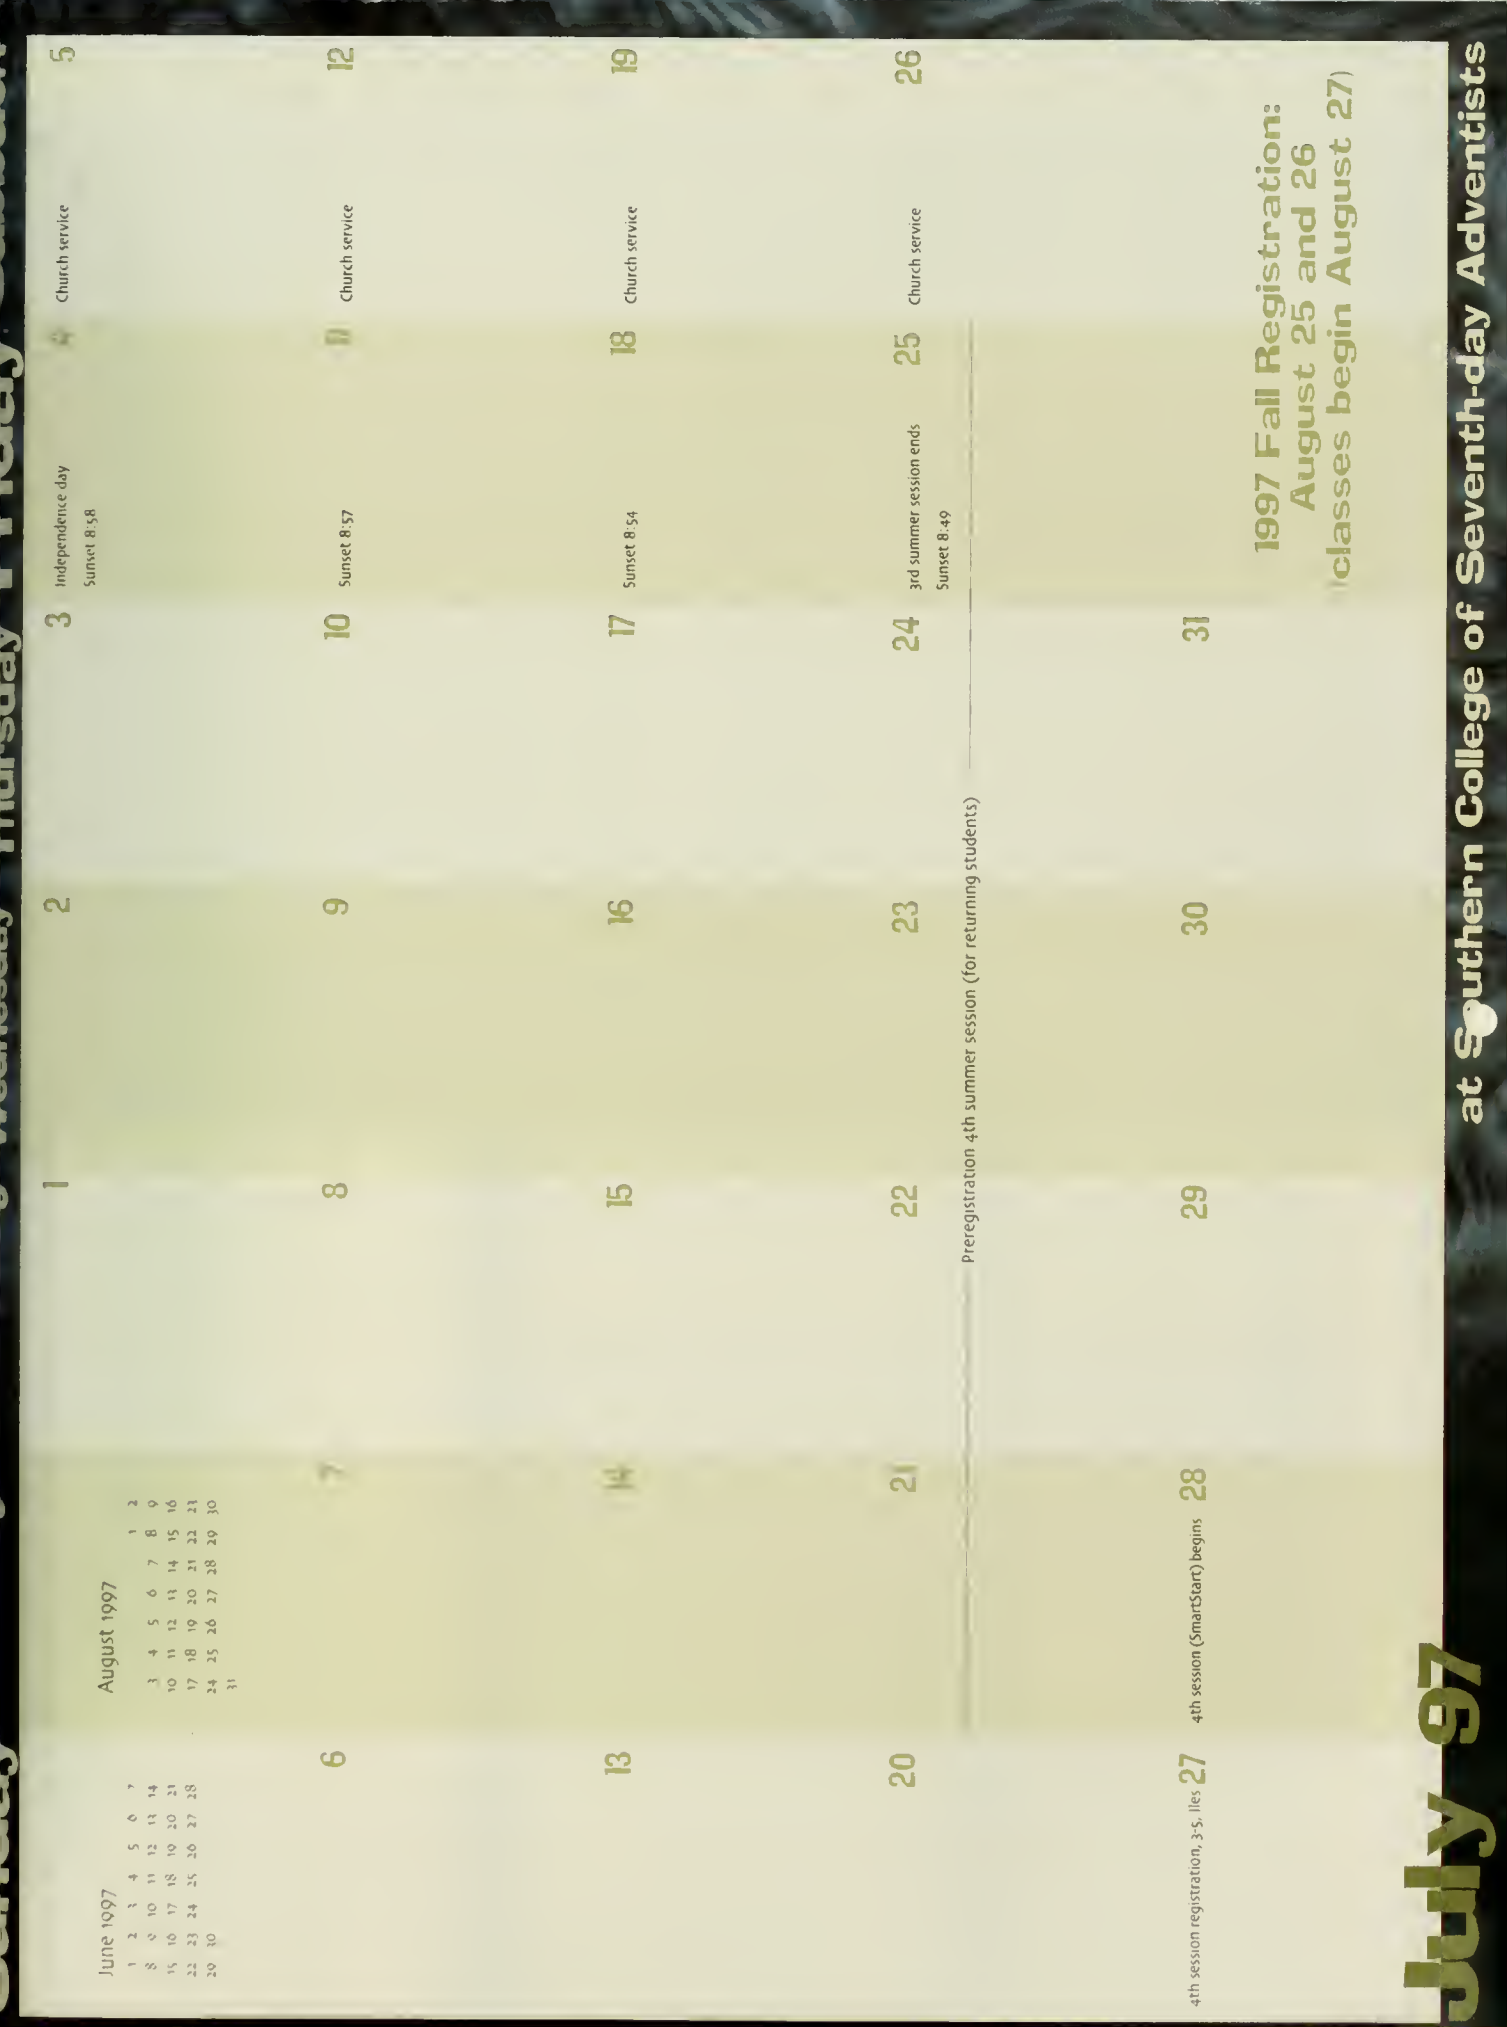 Thursday
Friday
June 1997
1 2 3 4 5 6 7
8 9 10 11 12 13 14
15 16 17 18 19 20 21
22 23 24 25 26 27 28
29 30
August 1997
1 2
3 4 5 6 7 8 9
10 11 12 13 14 15 16
17 18 19 20 21 22 23
24 25 26 27 28 29 30
31
1
2
3
4
Independence day
Sunset 8:58
5
Church service
6
7
8
9
10
11
Sunset 8:57
12
Church service
13
14
15
16
17
18
Sunset 8:54
19
Church service
20
21
22
23
24
25
3rd summer session ends
Sunset 8:49
26
Church service
Preregistration 4th summer session (for returning students)
27
4th session registration, 3-5, Iles
28
4th session (SmartStart) begins
29
30
31
1997 Fall Registration:
August 25 and 26
(classes begin August 27)
July 97
at Southern College of Seventh-day Adventists